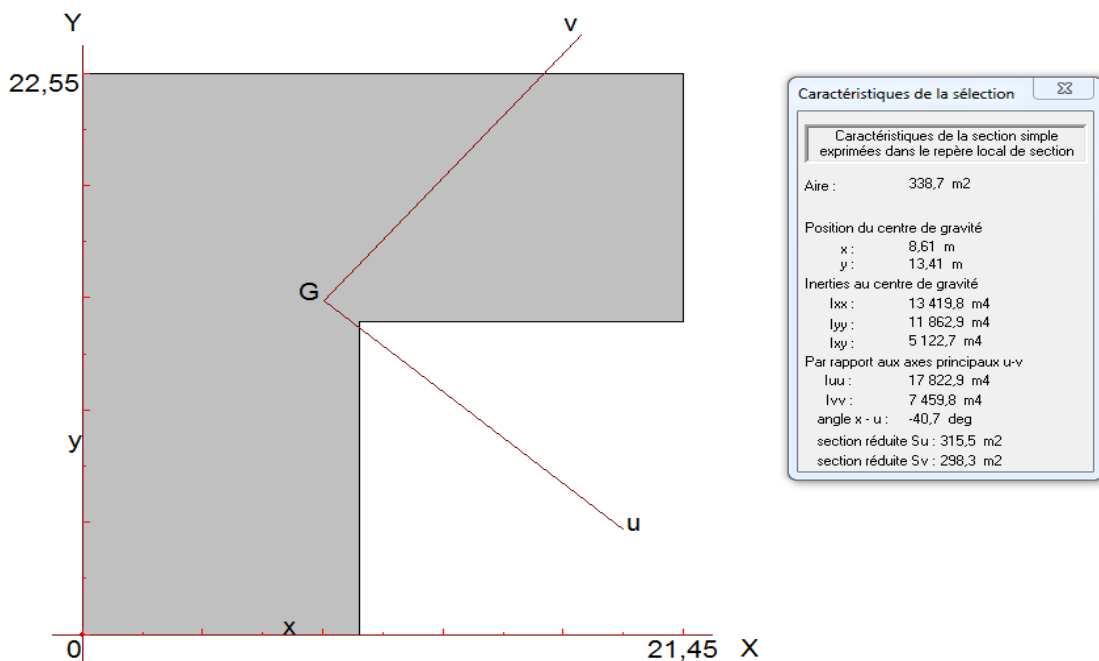 Y
v
22,55
G
y
u
x
0
21,45
X
Caractéristiques de la sélection
Caractéristiques de la section simple
exprimées dans le repère local de section
Aire : 338,7 m2
Position du centre de gravité
x : 8,61 m
y : 13,41 m
Inerties au centre de gravité
Ixx : 13 419,8 m4
Iyy : 11 862,9 m4
Ixy : 5 122,7 m4
Par rapport aux axes principaux u-v
Iuu : 17 822,9 m4
Ivv : 7 459,8 m4
angle x - u : -40,7 deg
section réduite Su : 315,5 m2
section réduite Sv : 298,3 m2